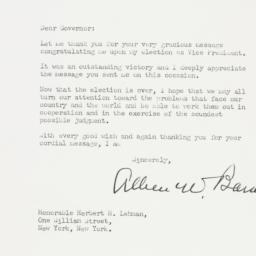 Dear Governor:
Let me thank you for your very gracious message
congratulating me upon my election as Vice President.
It was an outstanding victory and I deeply appreciate
the message you sent me on this occasion.
Now that the election is over, I hope that we may all
turn our attention toward the problems that face our
country and the world and be able to work them out in
cooperation and in the exercise of the soundest
possible judgment.
With every good wish and again thanking you for your
cordial message, I am
Sincerely,
Alben W. Bar
Honorable Herbert H. Lehman,
One William Street,
New York, New York.